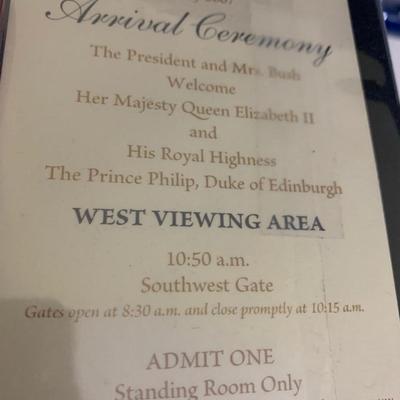 2007
Arrival Ceremony
The President and Mrs. Bush
Welcome
Her Majesty Queen Elizabeth II
and
His Royal Highness
The Prince Philip, Duke of Edinburgh
WEST VIEWING AREA
10:50 a.m.
Southwest Gate
Gates open at 8:30 a.m. and close promptly at 10:15 a.m.
ADMIT ONE
Standing Room Only